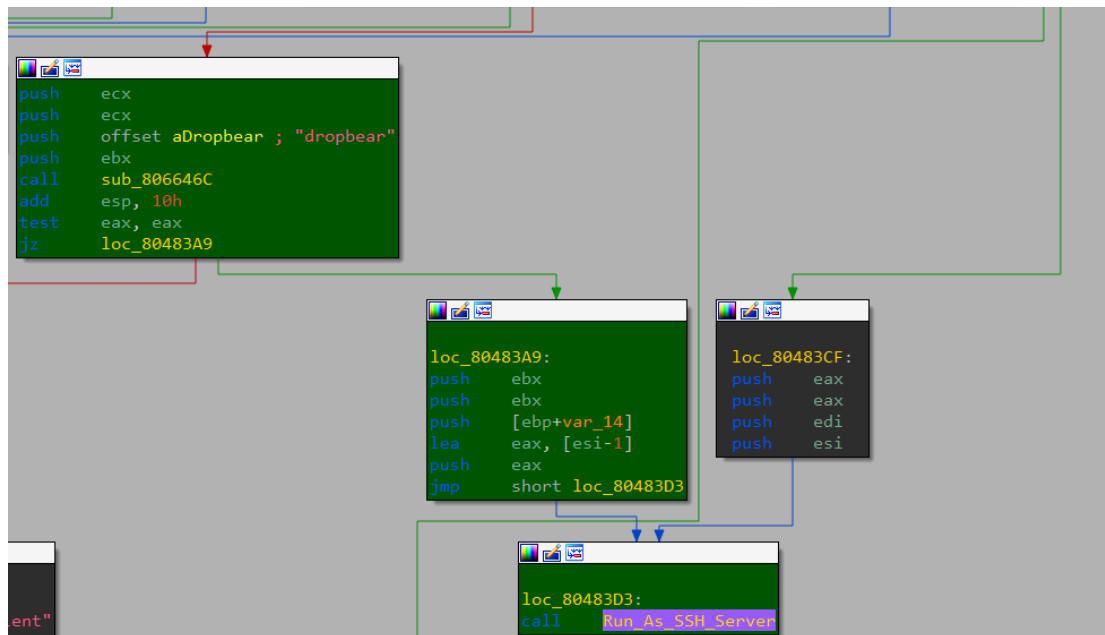 push ecx
push ecx
push offset aDropbear ; "dropbear"
push ebx
call sub_806646C
add esp, 10h
test eax, eax
jz loc_80483A9
loc_80483A9:
push ebx
push ebx
push [ebp+var_14]
lea eax, [esi-1]
push eax
jmp short loc_80483D3
loc_80483CF:
push eax
push eax
push edi
push esi
lent"
loc_80483D3:
call Run_As_SSH_Server